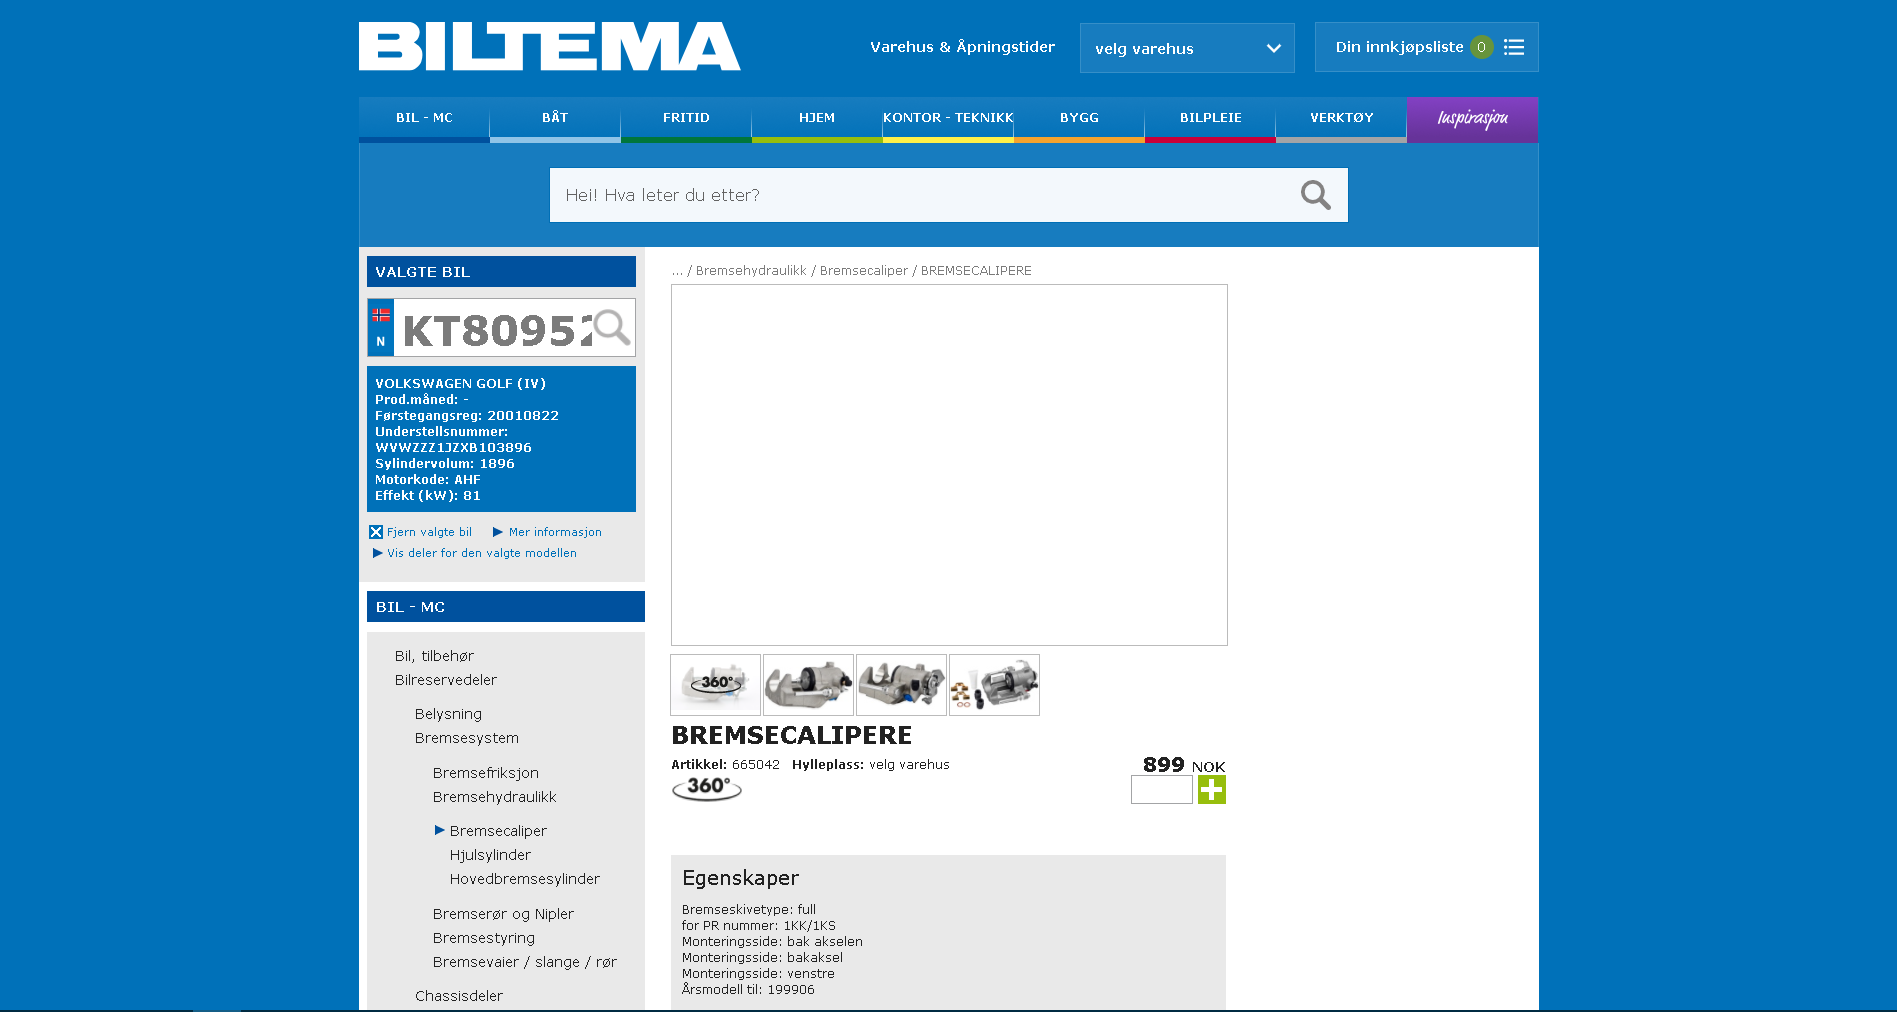 BILTEMA
Varehus & Åpningstider
velg varehus
Din innkjøpsliste 0
BIL - MC
BÅT
FRITID
HJEM
KONTOR - TEKNIKK
BYGG
BILPLEIE
VERKTØY
Inspirasjon
Hei! Hva leter du etter?
VALGTE BIL
N
KT80952
VOLKSWAGEN GOLF (IV)
Prod.måned: -
Førstegangsreg: 20010822
Understellsnummer:
WVWZZZ1JZXB103896
Sylindervolum: 1896
Motorkode: AHF
Effekt (kW): 81
Fjern valgte bil
Mer informasjon
Vis deler for den valgte modellen
BIL - MC
Bil, tilbehør
Bilreservedeler
Belysning
Bremsesystem
Bremsefriksjon
Bremsehydraulikk
Bremsecaliper
Hjulsylinder
Hovedbremsesylinder
Bremserør og Nipler
Bremsestyring
Bremsevaier / slange / rør
Chassisdeler
... / Bremsehydraulikk / Bremsecaliper / BREMSECALIPERE
360°
BREMSECALIPERE
Artikkel: 665042 Hylleplass: velg varehus
899 NOK
360°
Egenskaper
Bremseskivetype: full
for PR nummer: 1KK/1KS
Monteringsside: bak akselen
Monteringsside: bakaksel
Monteringsside: venstre
Årsmodell til: 199906